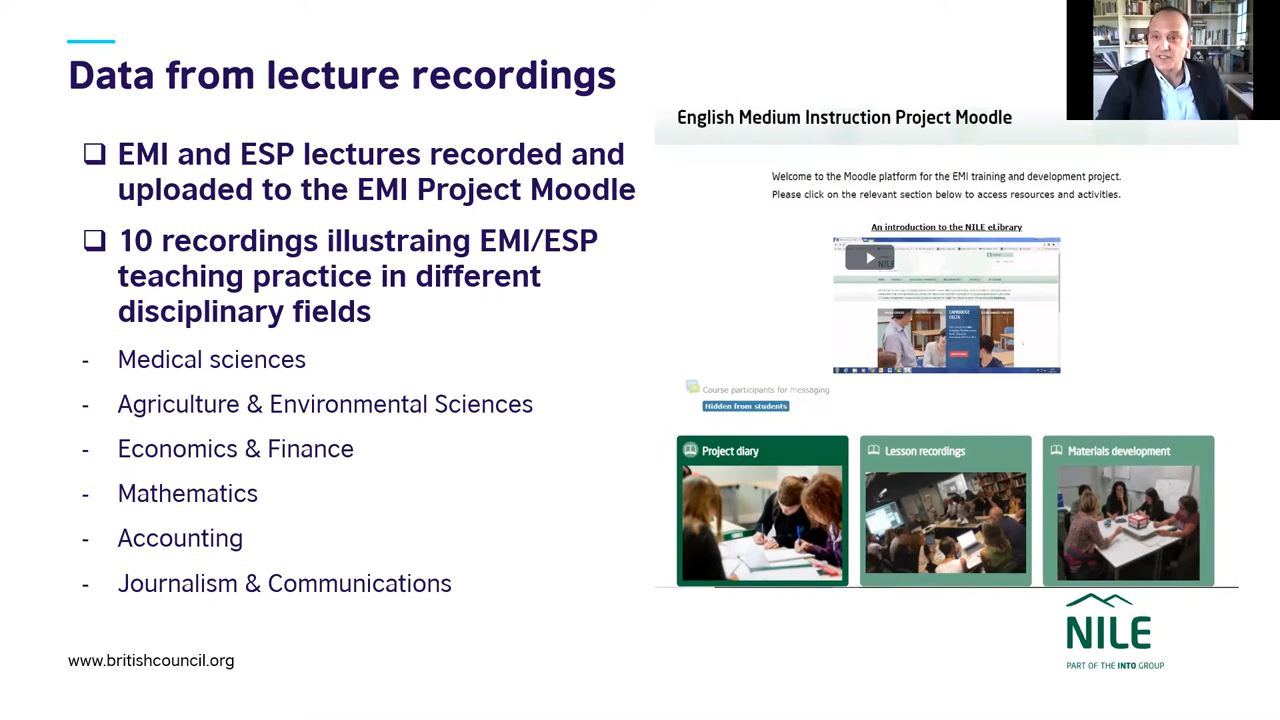 Data from lecture recordings
❑ EMI and ESP lectures recorded and
uploaded to the EMI Project Moodle
❑ 10 recordings illustraing EMI/ESP
teaching practice in different
disciplinary fields
- Medical sciences
- Agriculture & Environmental Sciences
- Economics & Finance
- Mathematics
- Accounting
- Journalism & Communications
www.britishcouncil.org
English Medium Instruction Project Moodle
Welcome to the Moodle platform for the EMI training and development project.
Please click on the relevant section below to access resources and activities.
An introduction to the NILE eLibrary
NILE
CAMBRIDGE
CELTA
Course participants for messaging
Hidden from students
Project diary
Lesson recordings
Materials development
NILE
PART OF THE INTO GROUP